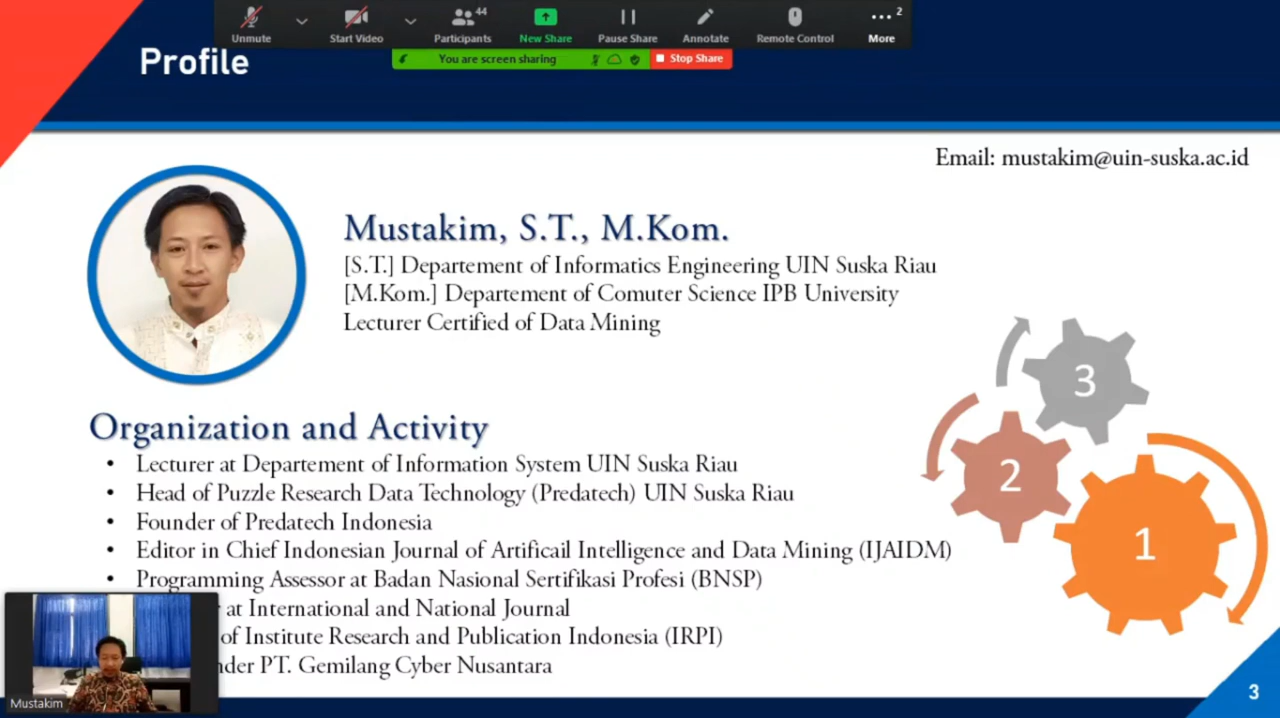 Unmute
Start Video
44
Participants
New Share
Pause Share
Annotate
Remote Control
2
More
You are screen sharing
Stop Share
Profile
Email: mustakim@uin-suska.ac.id
Mustakim, S.T., M.Kom.
[S.T.] Departement of Informatics Engineering UIN Suska Riau
[M.Kom.] Departement of Comuter Science IPB University
Lecturer Certified of Data Mining
3
2
1
Organization and Activity
• Lecturer at Departement of Information System UIN Suska Riau
• Head of Puzzle Research Data Technology (Predatech) UIN Suska Riau
• Founder of Predatech Indonesia
• Editor in Chief Indonesian Journal of Artificail Intelligence and Data Mining (IJAIDM)
• Programming Assessor at Badan Nasional Sertifikasi Profesi (BNSP)
at International and National Journal
of Institute Research and Publication Indonesia (IRPI)
PT. Gemilang Cyber Nusantara
Mustakim
3